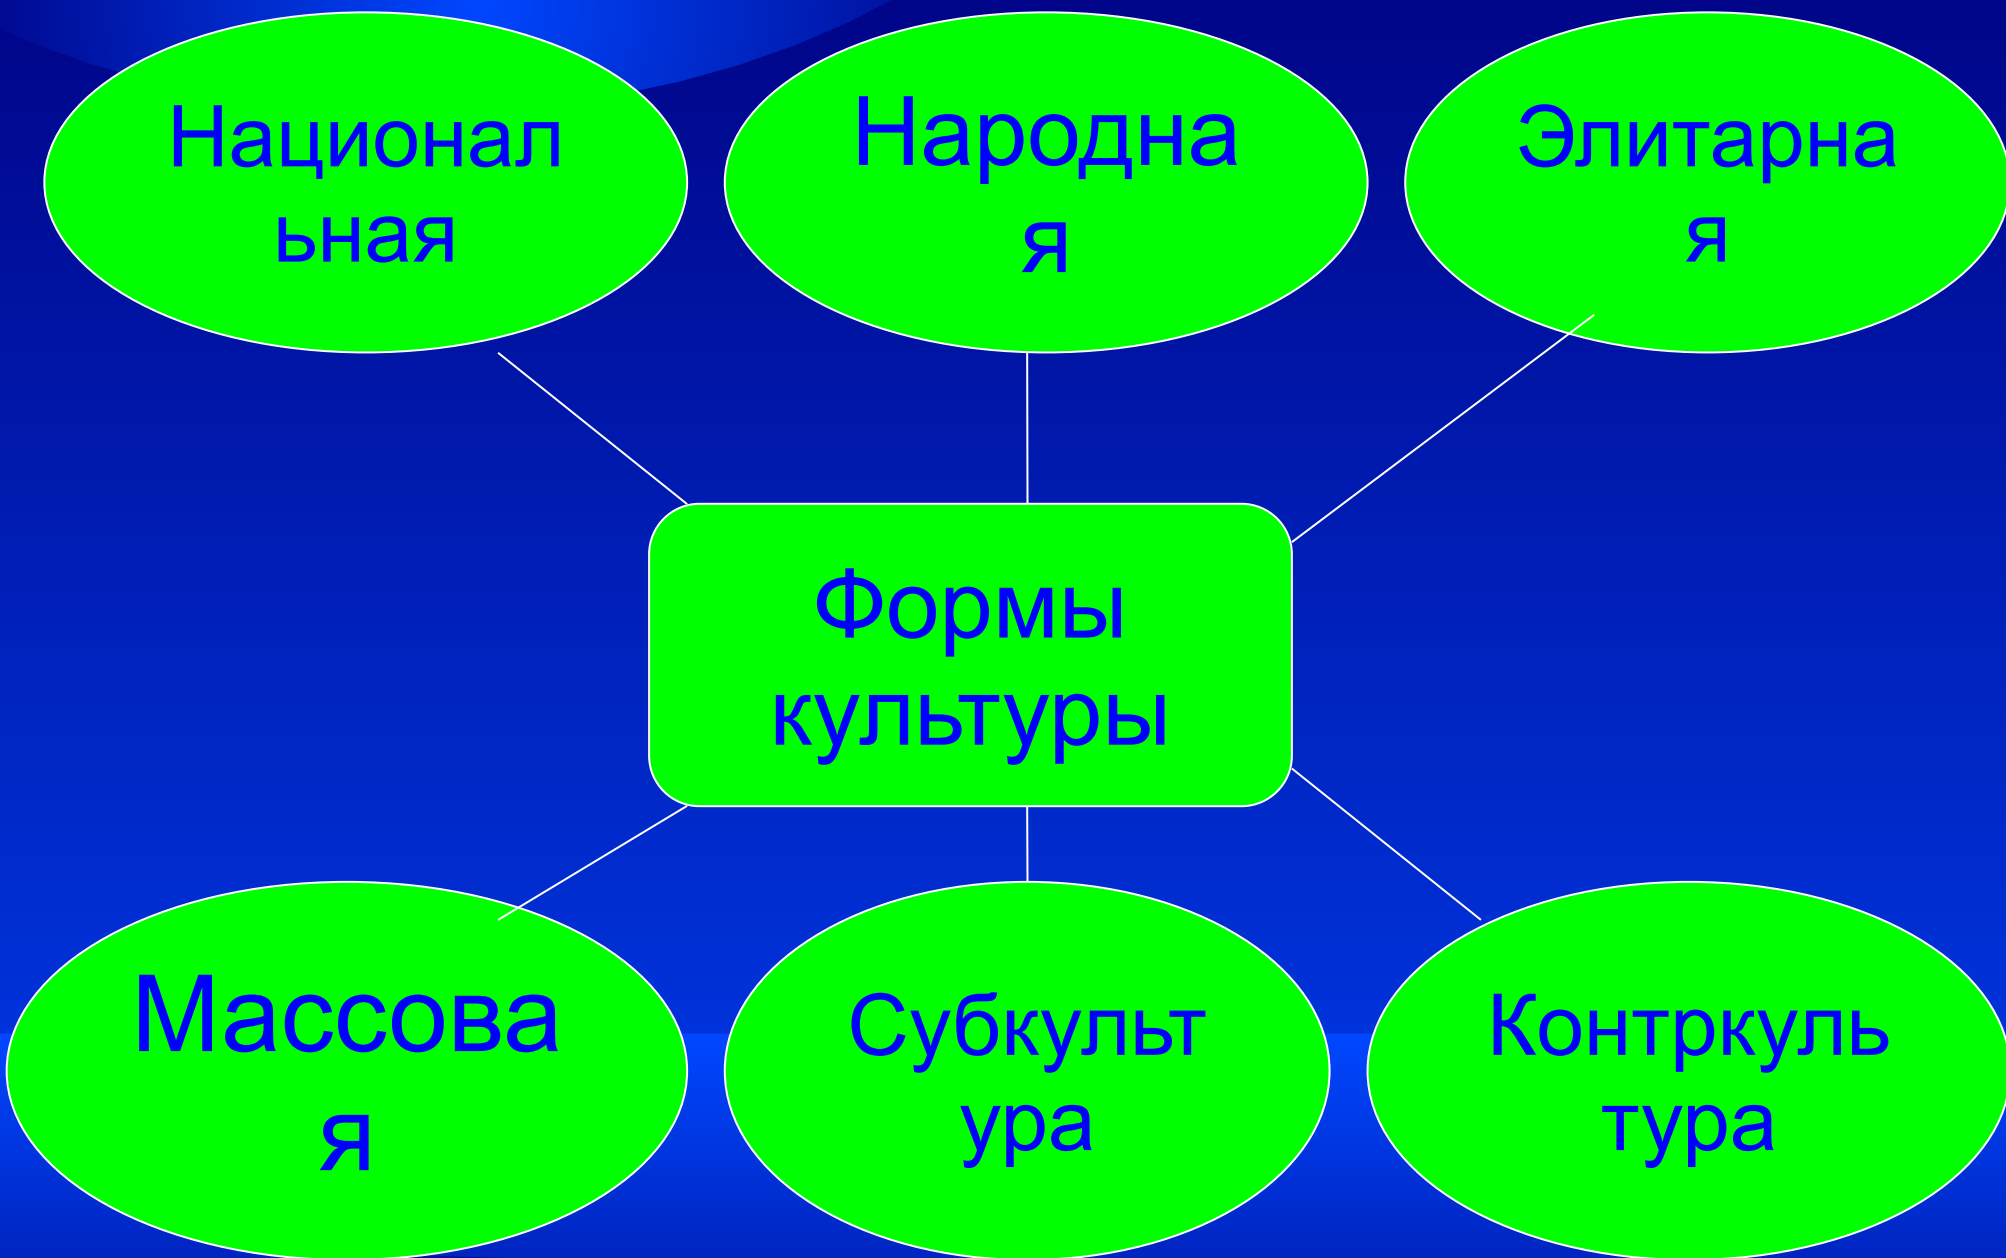 Национал
ьная
Народна
я
Элитарна
я
Формы
культуры
Массова
я
Субкульт
ура
Контркуль
тура